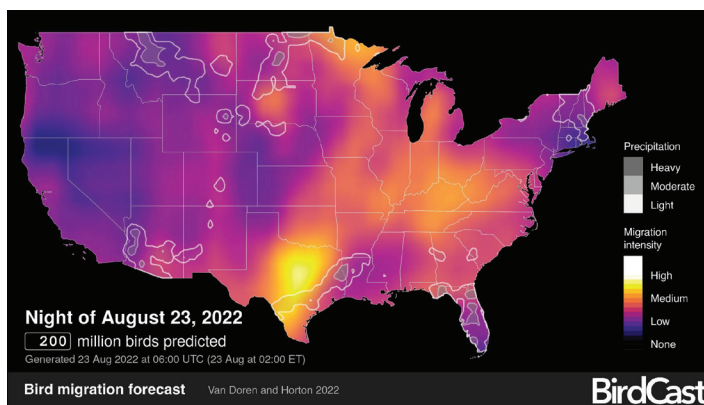 Precipitation
Heavy
Moderate
Light
Migration
intensity
High
Medium
Low
None
Night of August 23, 2022
200 million birds predicted
Generated 23 Aug 2022 at 06:00 UTC (23 Aug at 02:00 ET)
Bird migration forecast Van Doren and Horton 2022
BirdCast